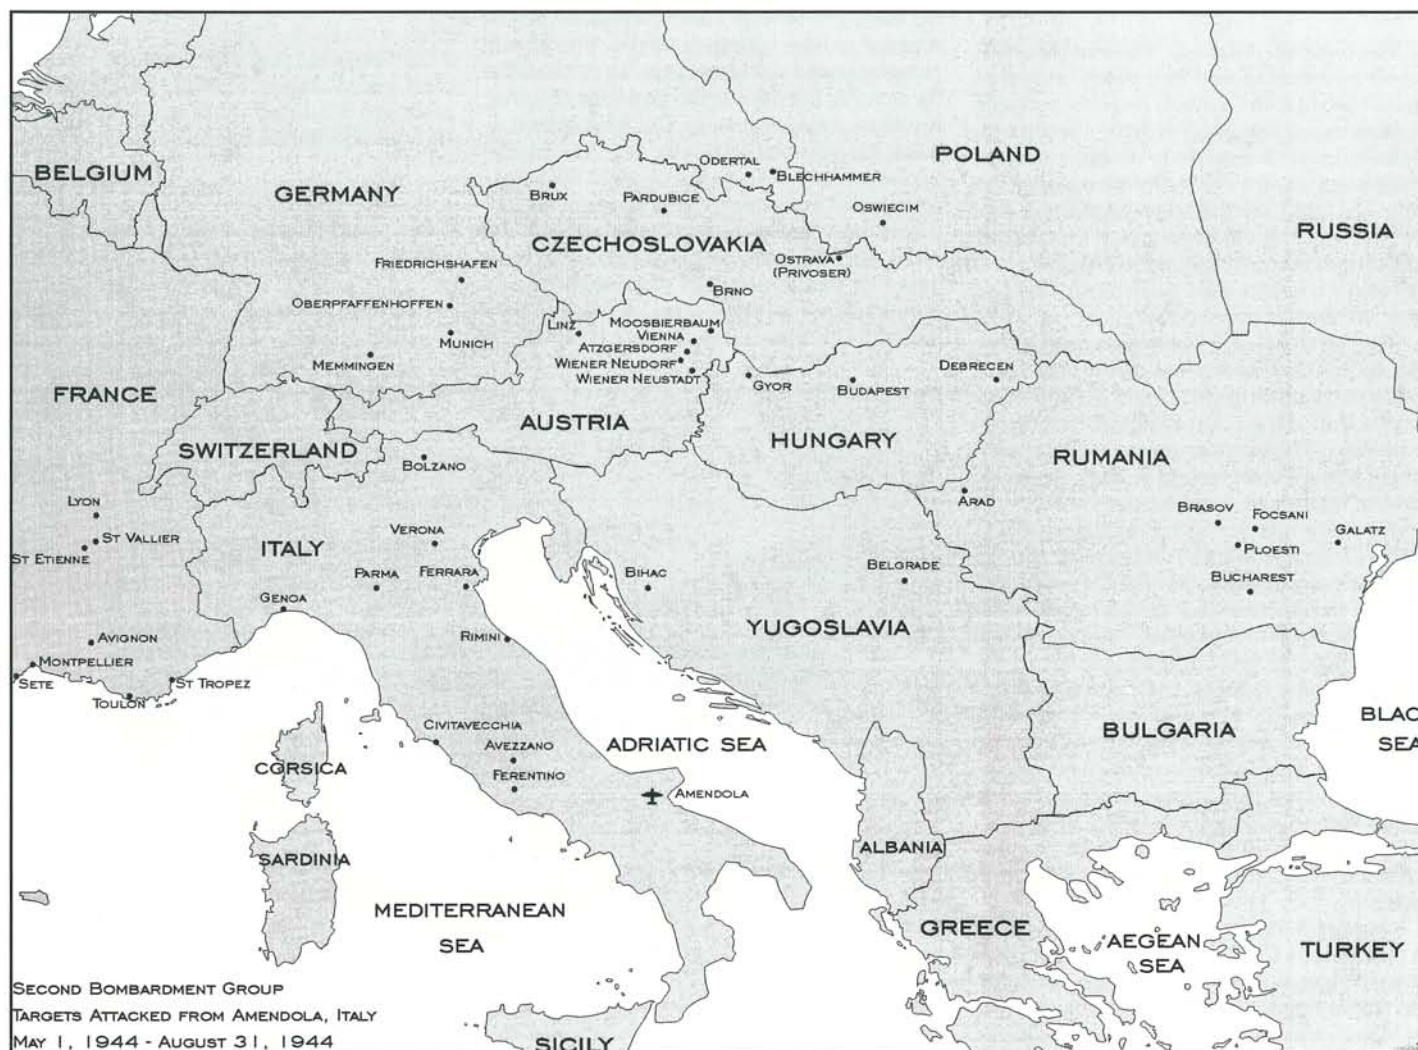 BELGIUM
GERMANY
POLAND
RUSSIA
ODERTAL
BLECHHAMMER
BRUX
PARDUBICE
OSWIECIM
CZECHOSLOVAKIA
OSTRAVA
(PRIVOSER)
FRIEDRICHSHAFEN
BRNO
OBERPFAFFENHOFFEN
LINZ
MOOSBIERBAUM
MUNICH
VIENNA
ATZGERSDORF
MEMMINGEN
WIENER NEUDORF
WIENER NEUSTADT
GYOR
BUDAPEST
DEBRECEN
FRANCE
AUSTRIA
SWITZERLAND
HUNGARY
RUMANIA
BOLZANO
LYON
ARAD
BRASOV
FOCSANI
ST VALLIER
ST ETIENNE
ITALY
VERONA
PLOESTI
GALATZ
PARMA
FERRARA
BIHAC
BELGRADE
BUCHAREST
GENOA
AVIGNON
RIMINI
YUGOSLAVIA
MONTPELLIER
SETE
ST TROPEZ
TOULON
CIVITAVECCHIA
BULGARIA
BLAC
SEA
AVEZZANO
ADRIATIC SEA
CORSICA
FERENTINO
AMENDOLA
SARDINIA
ALBANIA
MEDITERRANEAN
SEA
GREECE
AEGEAN
SEA
TURKEY
SECOND BOMBARDMENT GROUP
TARGETS ATTACKED FROM AMENDOLA, ITALY
MAY 1, 1944 - AUGUST 31, 1944
SICILY